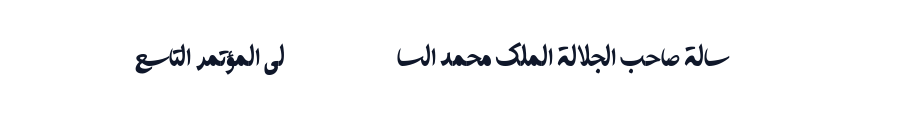 سالة صاحب الجلالة الملك محمد السا لى المؤتمر التاسع